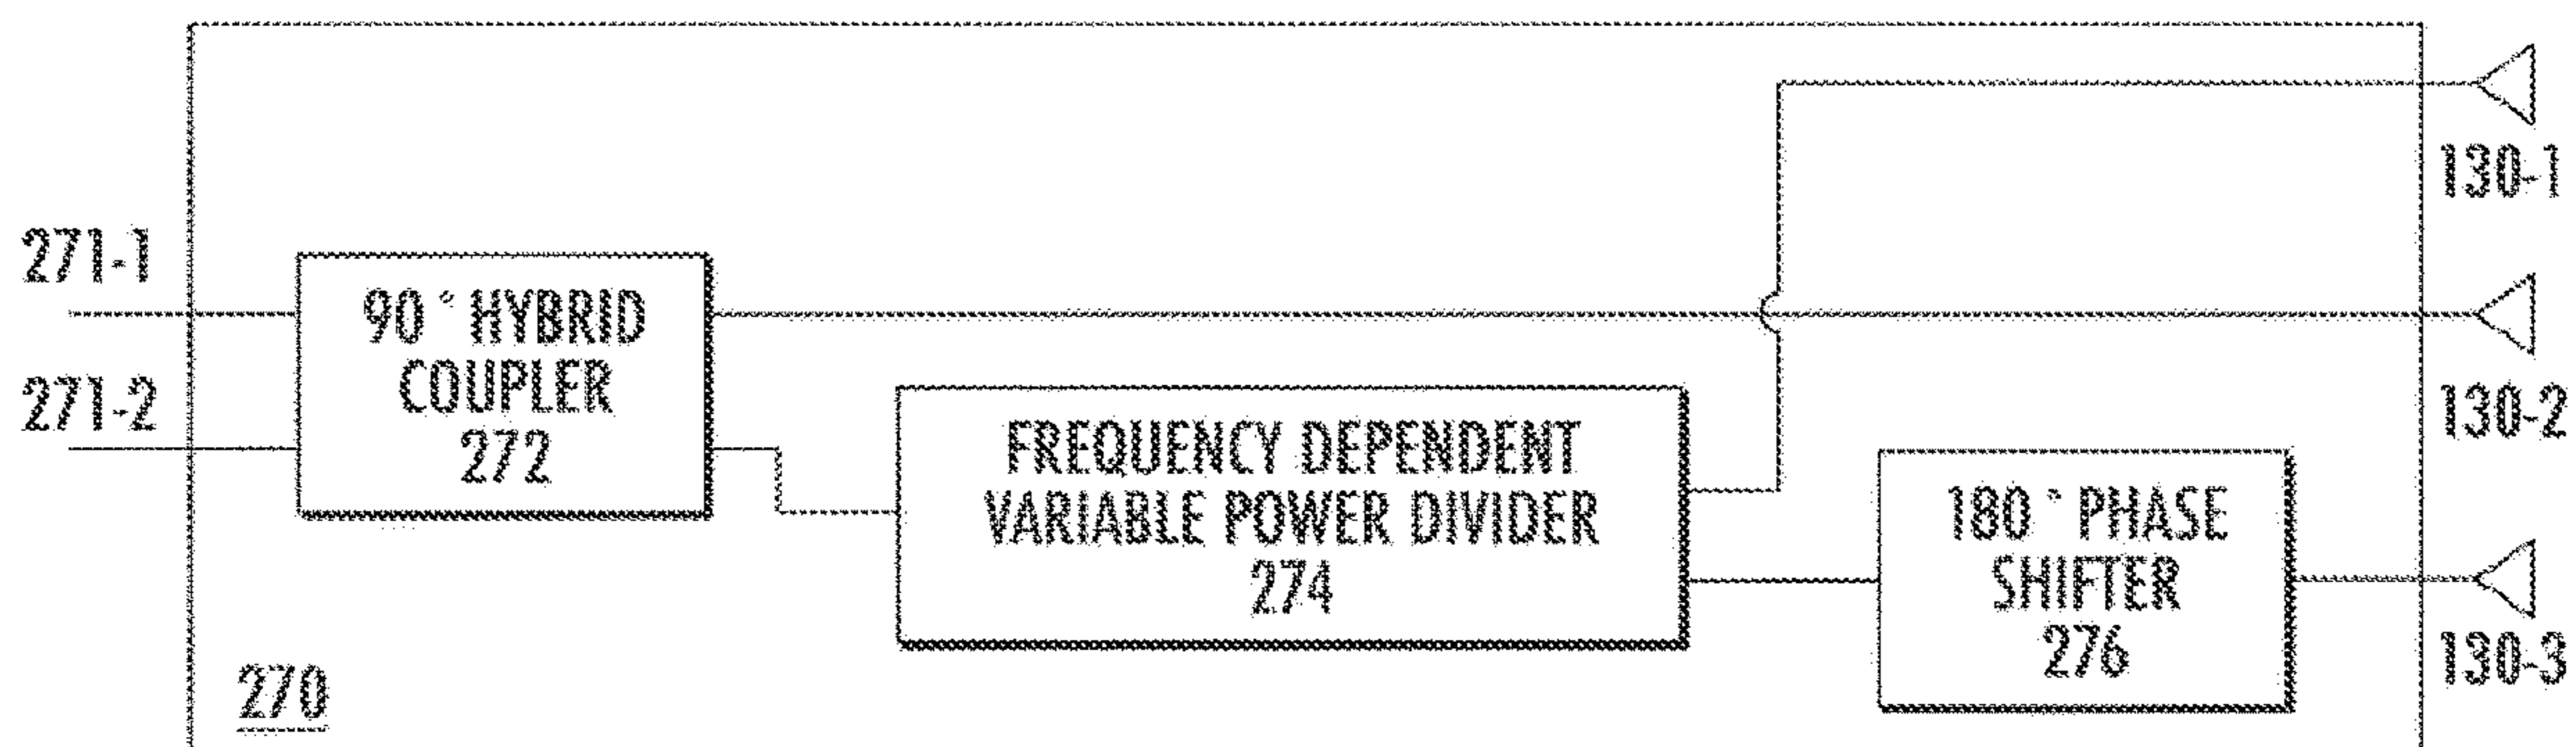 130-1
271-1
90° HYBRID
COUPLER
272
271-2
130-2
FREQUENCY DEPENDENT
VARIABLE POWER DIVIDER
274
180° PHASE
SHIFTER
276
130-3
270